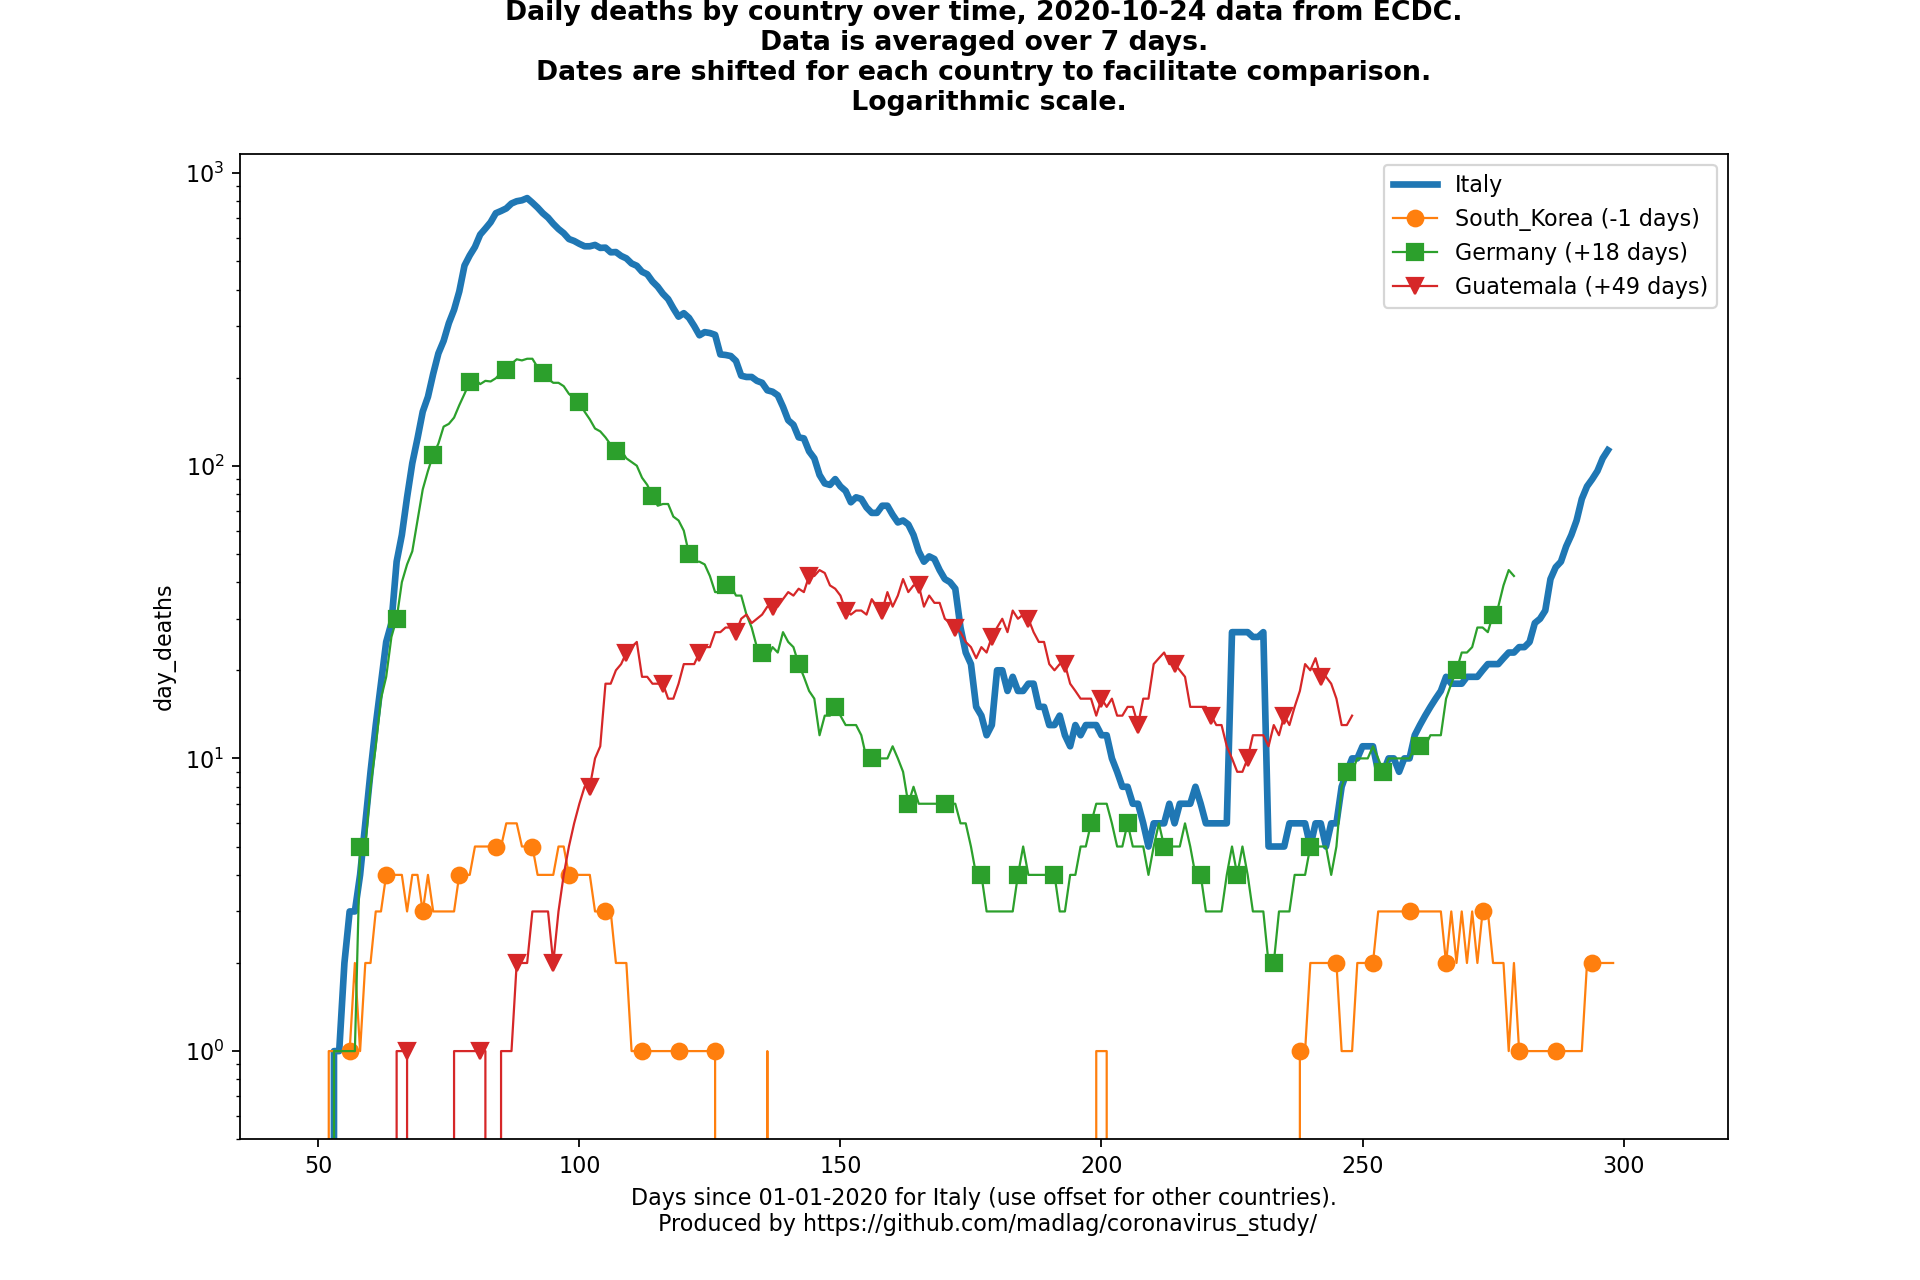 Daily deaths by country over time, 2020-10-24 data from ECDC.
Data is averaged over 7 days.
Dates are shifted for each country to facilitate comparison.
Logarithmic scale.
10³
10²
10¹
10⁰
day_deaths
Italy
South_Korea (-1 days)
Germany (+18 days)
Guatemala (+49 days)
50 100 150 200 250 300
Days since 01-01-2020 for Italy (use offset for other countries).
Produced by https://github.com/madlag/coronavirus_study/